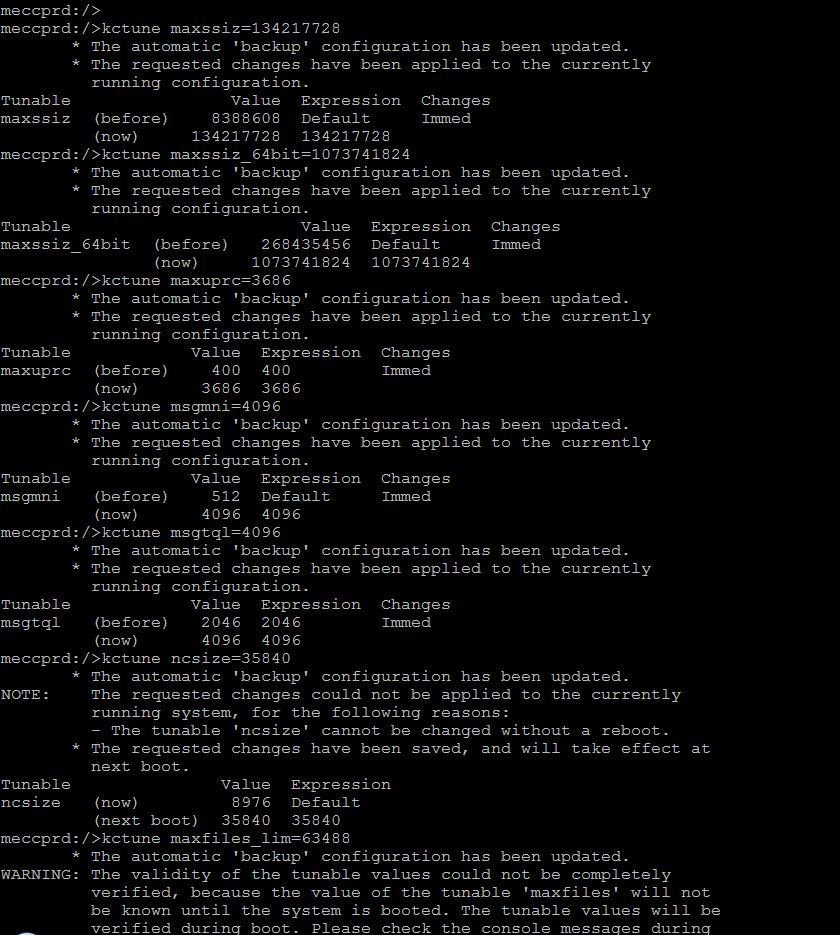 meccprd:/>
meccprd:/>kctune maxssiz=134217728
       * The automatic 'backup' configuration has been updated.
       * The requested changes have been applied to the currently
         running configuration.
Tunable                Value  Expression  Changes
maxssiz  (before)    8388608  Default     Immed
         (now)     134217728  134217728
meccprd:/>kctune maxssiz_64bit=1073741824
       * The automatic 'backup' configuration has been updated.
       * The requested changes have been applied to the currently
         running configuration.
Tunable                       Value  Expression  Changes
maxssiz_64bit  (before)   268435456  Default     Immed
               (now)     1073741824  1073741824
meccprd:/>kctune maxuprc=3686
       * The automatic 'backup' configuration has been updated.
       * The requested changes have been applied to the currently
         running configuration.
Tunable            Value  Expression  Changes
maxuprc  (before)    400  400         Immed
         (now)      3686  3686
meccprd:/>kctune msgmni=4096
       * The automatic 'backup' configuration has been updated.
       * The requested changes have been applied to the currently
         running configuration.
Tunable            Value  Expression  Changes
msgmni   (before)    512  Default     Immed
         (now)      4096  4096
meccprd:/>kctune msgtql=4096
       * The automatic 'backup' configuration has been updated.
       * The requested changes have been applied to the currently
         running configuration.
Tunable            Value  Expression  Changes
msgtql   (before)   2046  2046        Immed
         (now)      4096  4096
meccprd:/>kctune ncsize=35840
       * The automatic 'backup' configuration has been updated.
NOTE:    The requested changes could not be applied to the currently
         running system, for the following reasons:
         - The tunable 'ncsize' cannot be changed without a reboot.
       * The requested changes have been saved, and will take effect at
         next boot.
Tunable               Value  Expression
ncsize   (now)         8976  Default
         (next boot)  35840  35840
meccprd:/>kctune maxfiles_lim=63488
       * The automatic 'backup' configuration has been updated.
WARNING: The validity of the tunable values could not be completely
         verified, because the value of the tunable 'maxfiles' will not
         be known until the system is booted. The tunable values will be
         verified during boot. Please check the console messages during